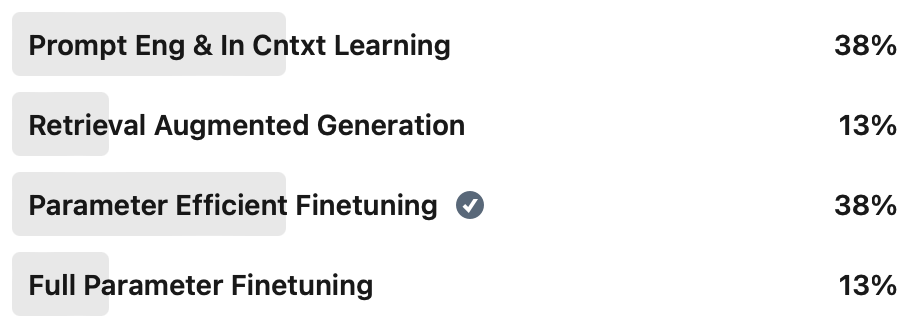 Prompt Eng & In Cntxt Learning 38%
Retrieval Augmented Generation 13%
Parameter Efficient Finetuning 38%
Full Parameter Finetuning 13%